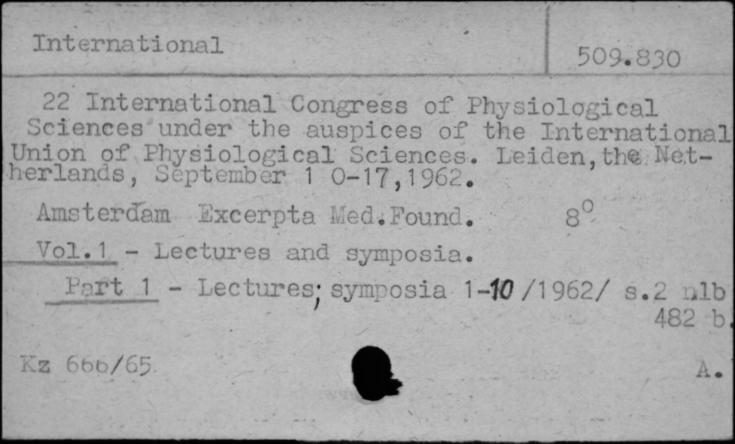 International
509.830
22 International Congress of Physiological
Sciences under the auspices of the International
Union of Physiological Sciences. Leiden, the Net-
herlands, September 1 0-17,1962.
Amsterdam Excerpta Med.Found. 8°
Vol.1 - Lectures and symposia.
Part 1 - Lectures; symposia 1-10 /1962/ s.2 nlb
482 b.
Kz 666/65
A.